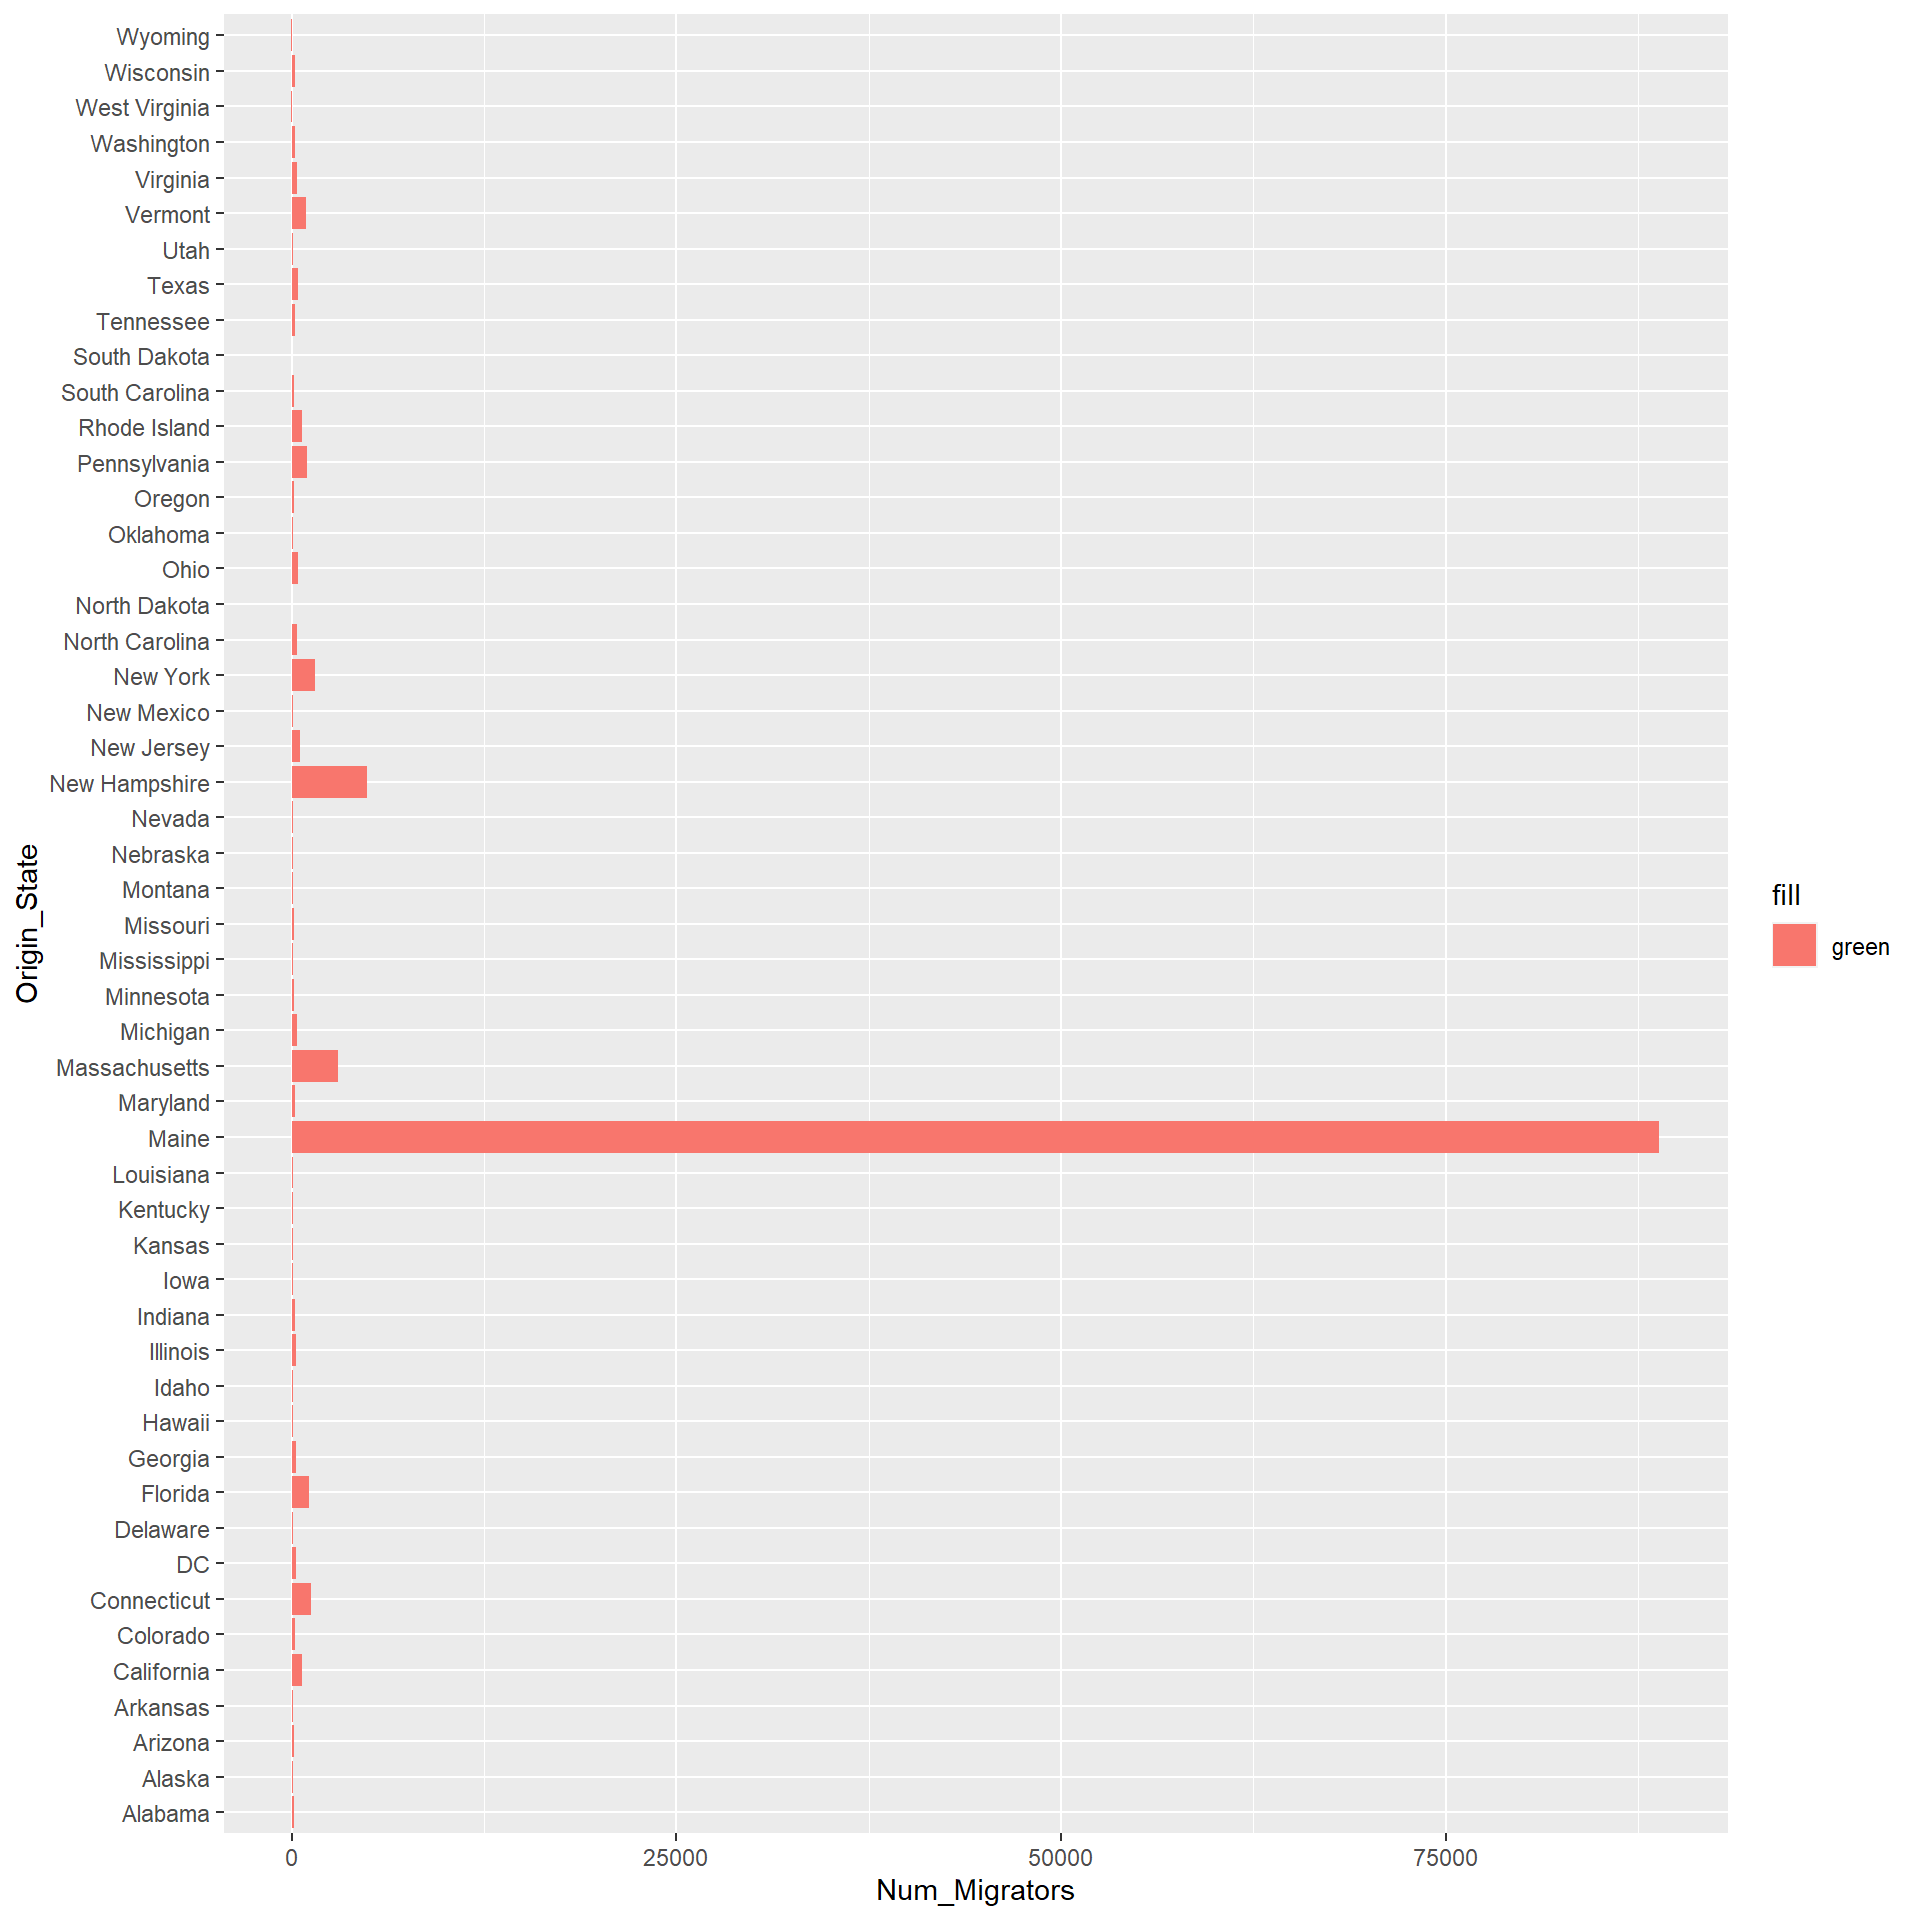 Wyoming
Wisconsin
West Virginia
Washington
Virginia
Vermont
Utah
Texas
Tennessee
South Dakota
South Carolina
Rhode Island
Pennsylvania
Oregon
Oklahoma
Ohio
North Dakota
North Carolina
New York
New Mexico
New Jersey
New Hampshire
Nevada
Nebraska
Montana
Missouri
Mississippi
Minnesota
Michigan
Massachusetts
Maryland
Maine
Louisiana
Kentucky
Kansas
Iowa
Indiana
Illinois
Idaho
Hawaii
Georgia
Florida
Delaware
DC
Connecticut
Colorado
California
Arkansas
Arizona
Alaska
Alabama
Origin_State
0 25000 50000 75000
Num_Migrators
fill
green